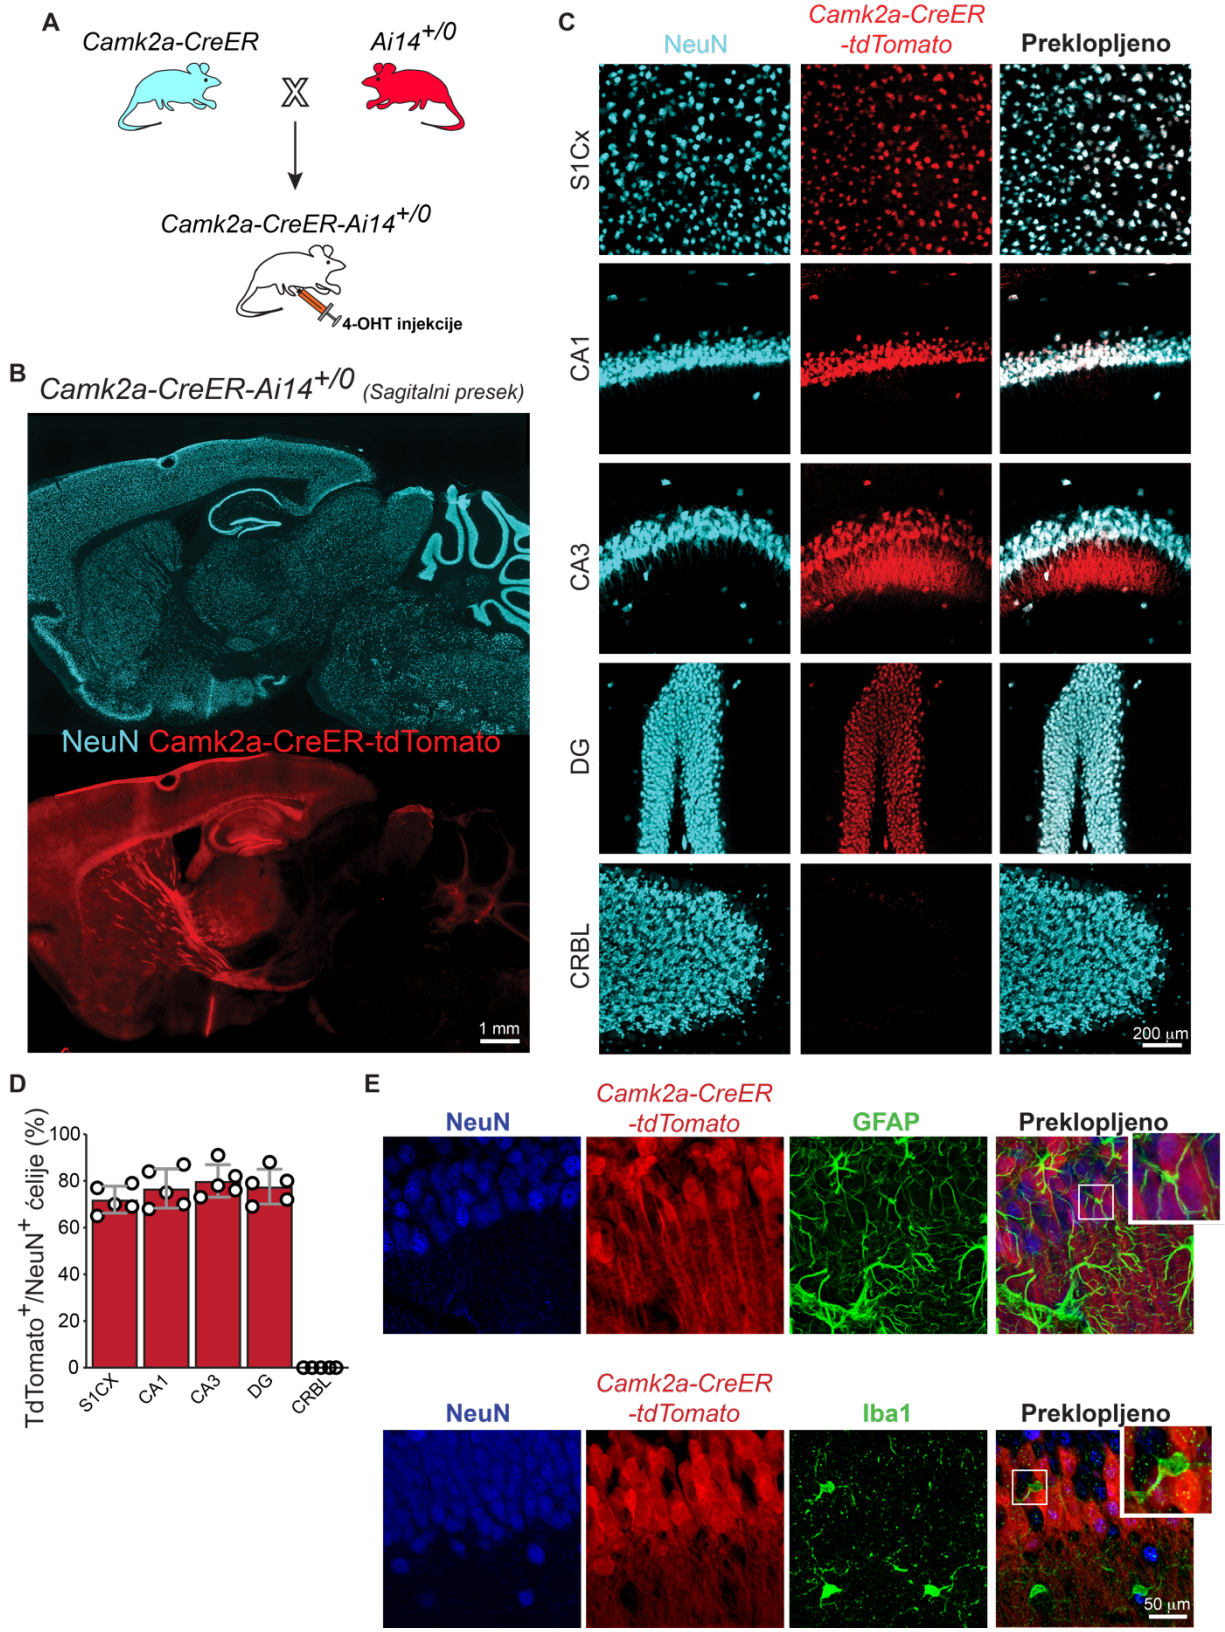 A
Camk2a-CreER
Ai14+/0
X
Camk2a-CreER-Ai14+/0
4-OHT injekcije
B
Camk2a-CreER-Ai14+/0 (Sagitalni presek)
NeuN Camk2a-CreER-tdTomato
1 mm
C
NeuN
Camk2a-CreER
-tdTomato
Preklopljeno
S1Cx
CA1
CA3
DG
CRBL
200 µm
D
TdTomato+/NeuN+ ćelije (%)
100
80
60
40
20
0
S1CX
CA1
CA3
DG
CRBL
E
NeuN
Camk2a-CreER
-tdTomato
GFAP
Preklopljeno
NeuN
Camk2a-CreER
-tdTomato
Iba1
Preklopljeno
50 µm